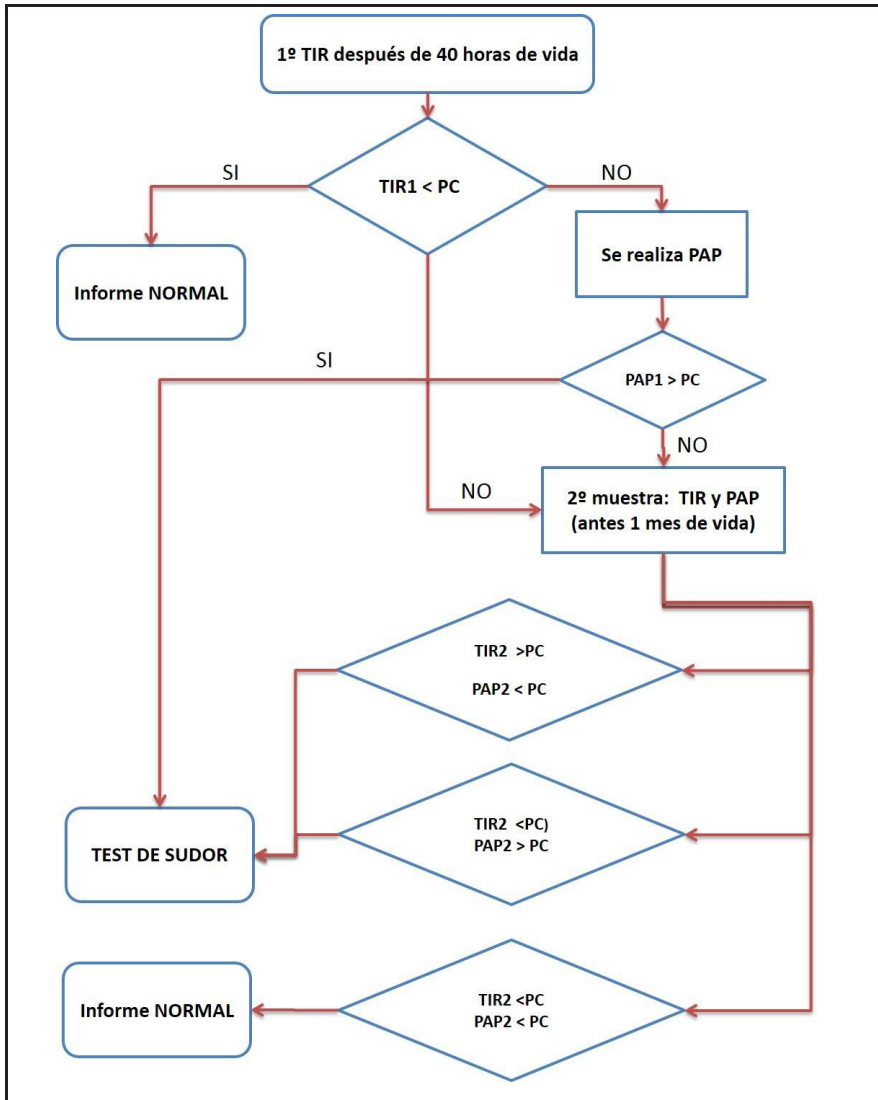 1º TIR después de 40 horas de vida
SI
TIR1 < PC
NO
Informe NORMAL
Se realiza PAP
SI
PAP1 > PC
NO
NO
2º muestra: TIR y PAP
(antes 1 mes de vida)
TIR2 >PC
PAP2 < PC
TEST DE SUDOR
TIR2 <PC)
PAP2 > PC
Informe NORMAL
TIR2 <PC
PAP2 < PC